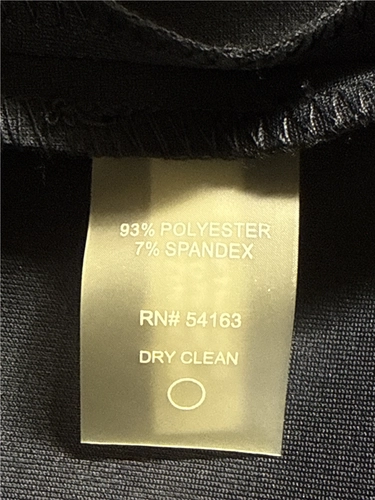 93% POLYESTER
7% SPANDEX
RN# 54163
DRY CLEAN